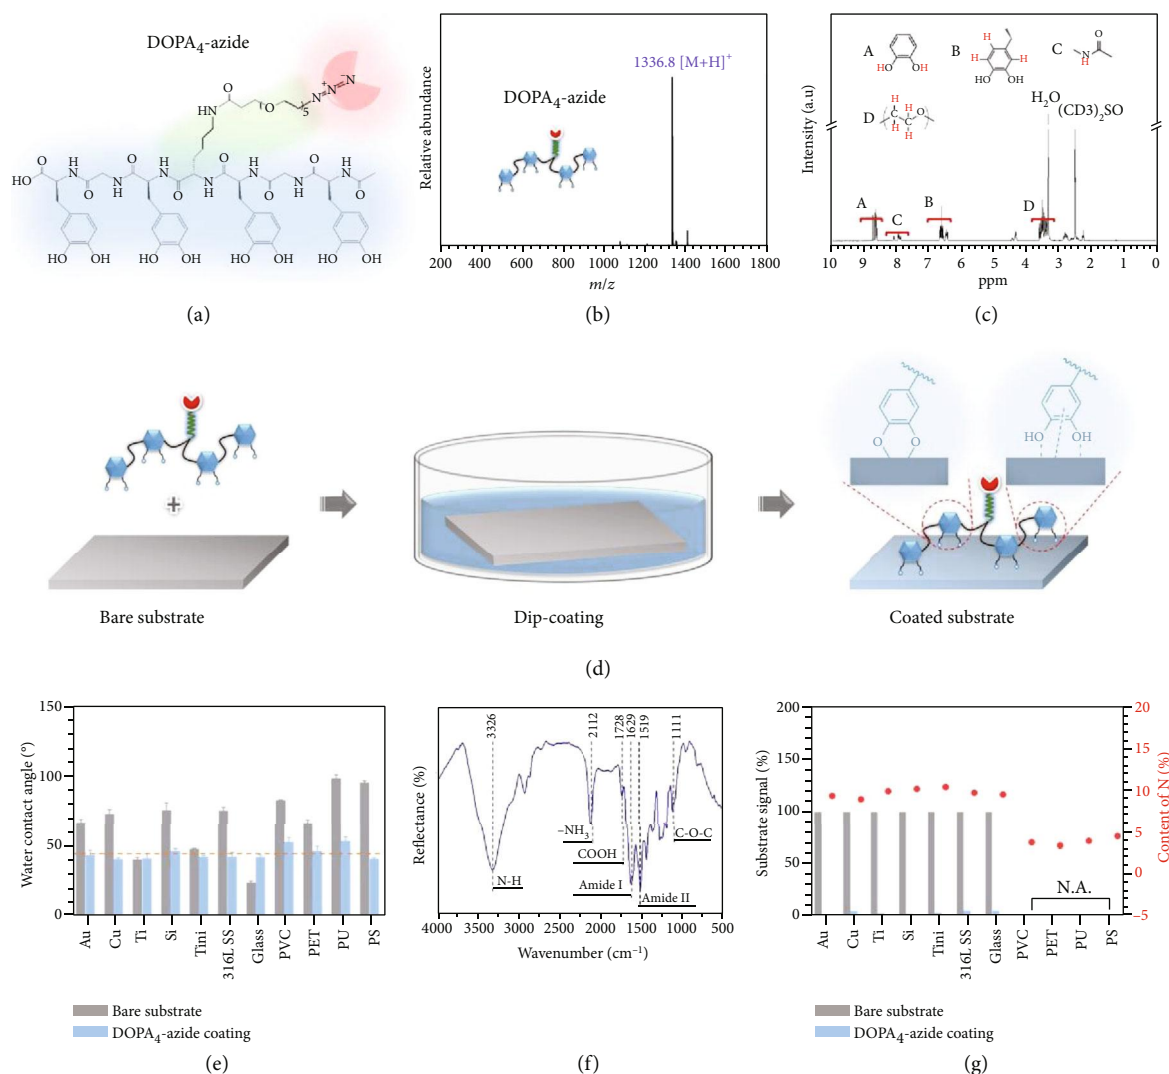 DOPA4-azide
N
+
N
−
N
O
HN
O
5
O
H
N
O
H
N
O
H
N
O
H
N
HO
O
N
H
O
N
H
O
N
H
O
N
H
O
HO
OH
HO
OH
HO
OH
HO
OH
(a)
1336.8 [M+H]+
DOPA4-azide
Relative abundance
200 400 600 800 1000 1200 1400 1600 1800
m/z
(b)
A
HO
OH
B
H
H
H
HO
OH
C
N
H
O
D
H
C
H
H
C
H
O
H2O
(CD3)2SO
Intensity (a.u)
A
C
B
D
10 9 8 7 6 5 4 3 2 1 0
ppm
(c)
O
O
HO
OH
+
Bare substrate
Dip-coating
Coated substrate
(d)
150
100
50
0
Water contact angle (°)
Au
Cu
Ti
Si
Tini
316L SS
Glass
PVC
PET
PU
PS
Bare substrate
DOPA4-azide coating
(e)
3326
2112
1728
1629
1519
1111
Reflectance (%)
–NH3
COOH
N-H
Amide I
Amide II
C-O-C
4000 3500 3000 2500 2000 1500 1000 500
Wavenumber (cm−1)
(f)
200
150
100
50
0
Substrate signal (%)
20
15
10
5
0
−5
Content of N (%)
N.A.
Au
Cu
Ti
Si
Tini
316L SS
Glass
PVC
PET
PU
PS
Bare substrate
DOPA4-azide coating
(g)